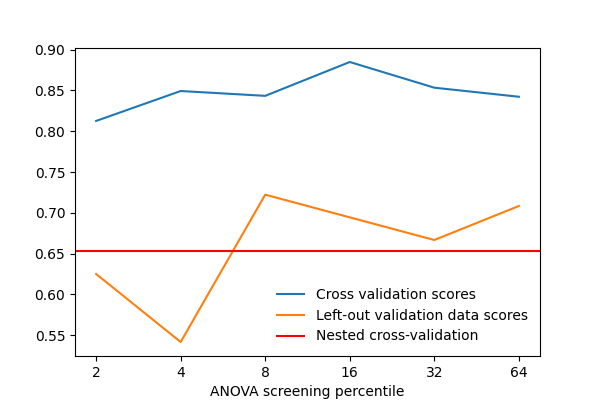 0.90
0.85
0.80
0.75
0.70
0.65
0.60
0.55
Cross validation scores
Left-out validation data scores
Nested cross-validation
2 4 8 16 32 64
ANOVA screening percentile